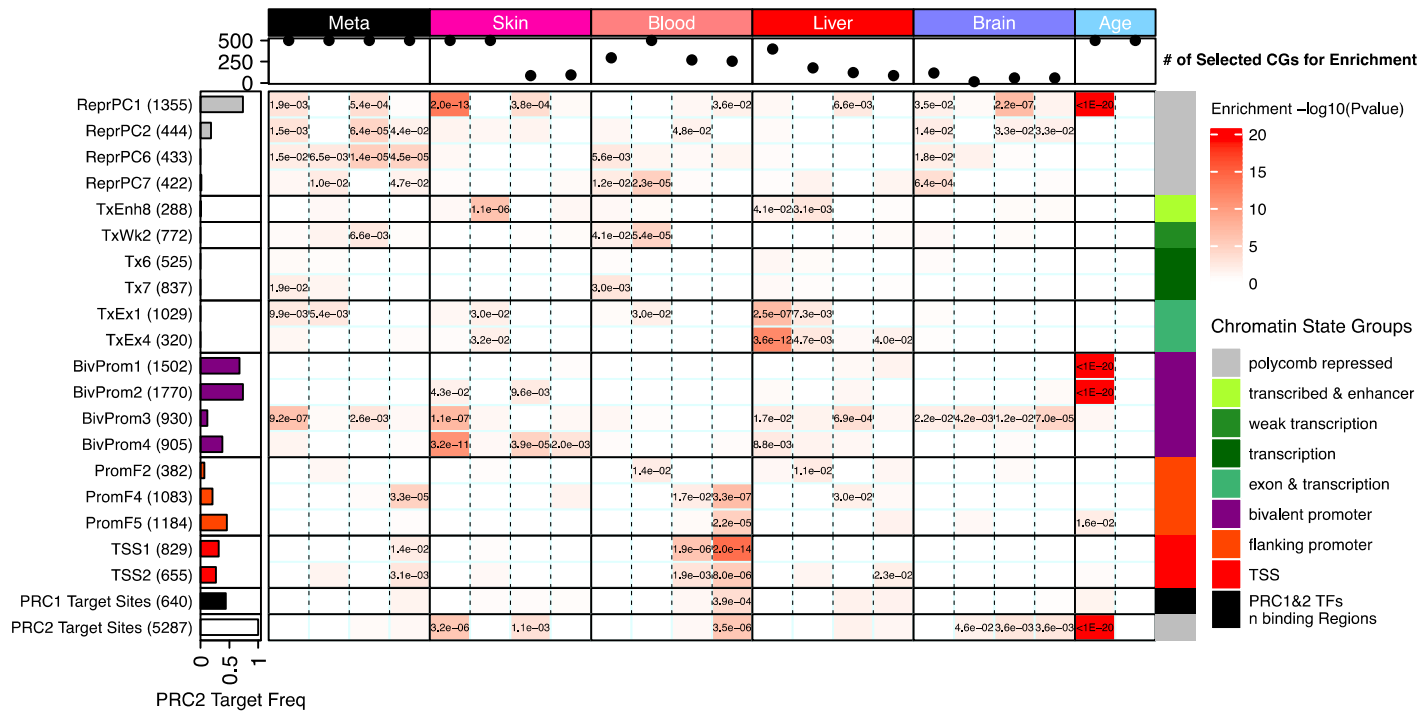 Meta Skin Blood Liver Brain Age
500
250
0
# of Selected CGs for Enrichment
ReprPC1 (1355) 1.9e−03 5.4e−04 2.0e−13 3.8e−04 3.6e−02 6.6e−03 3.5e−02 2.2e−07 <1E−20
ReprPC2 (444) 1.5e−03 6.4e−05 4.4e−02 4.8e−02 1.4e−02 3.3e−02 3.3e−02
ReprPC6 (433) 1.5e−02 6.5e−03 1.4e−05 4.5e−05 5.6e−03 1.8e−02
ReprPC7 (422) 1.0e−02 4.7e−02 1.2e−02 2.3e−05 6.4e−04
TxEnh8 (288) 1.1e−06 4.1e−02 3.1e−03
TxWk2 (772) 6.6e−03 4.1e−02 5.4e−05
Tx6 (525)
Tx7 (837) 1.9e−02 3.0e−03
TxEx1 (1029) 9.9e−03 5.4e−03 3.0e−02 3.0e−02 2.5e−07 7.3e−03
TxEx4 (320) 3.2e−02 3.6e−12 4.7e−03 4.0e−02
BivProm1 (1502) <1E−20
BivProm2 (1770) 4.3e−02 9.6e−03 <1E−20
BivProm3 (930) 9.2e−07 2.6e−03 1.1e−07 1.7e−02 6.9e−04 2.2e−02 4.2e−03 1.2e−02 7.0e−05
BivProm4 (905) 3.2e−11 3.9e−05 2.0e−03 8.8e−03
PromF2 (382) 1.4e−02 1.1e−02
PromF4 (1083) 3.3e−05 1.7e−02 3.3e−07 3.0e−02
PromF5 (1184) 2.2e−05 1.6e−02
TSS1 (829) 1.4e−02 1.9e−06 2.0e−14
TSS2 (655) 3.1e−03 1.9e−03 8.0e−06 2.3e−02
PRC1 Target Sites (640) 3.9e−04
PRC2 Target Sites (5287) 3.2e−06 1.1e−03 3.5e−06 4.6e−02 3.6e−03 3.6e−03 <1E−20
0 0.5 1
PRC2 Target Freq
Enrichment −log10(Pvalue)
20
15
10
5
0
Chromatin State Groups
polycomb repressed
transcribed & enhancer
weak transcription
transcription
exon & transcription
bivalent promoter
flanking promoter
TSS
PRC1&2 TFs
n binding Regions